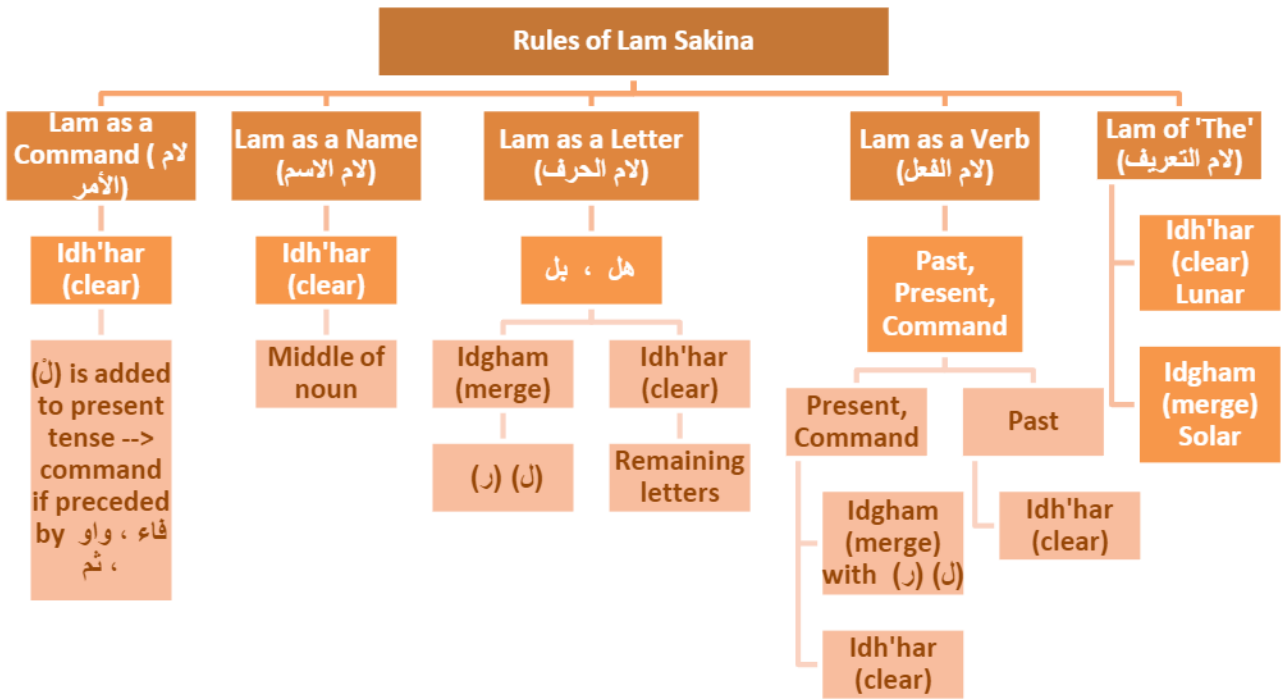 Rules of Lam Sakina
Lam as a
Command ( لام
الأمر)
Idh'har
(clear)
(لْ) is added
to present
tense -->
command
if preceded
by فاء ، واو
، ثم
Lam as a Name
(لام الاسم)
Idh'har
(clear)
Middle of
noun
Lam as a Letter
(لام الحرف)
هل ، بل
Idgham
(merge)
(ل) (ر)
Idh'har
(clear)
Remaining
letters
Lam as a Verb
(لام الفعل)
Past,
Present,
Command
Present,
Command
Idgham
(merge)
with (ل) (ر)
Idh'har
(clear)
Past
Idh'har
(clear)
Lam of 'The'
(لام التعريف)
Idh'har
(clear)
Lunar
Idgham
(merge)
Solar